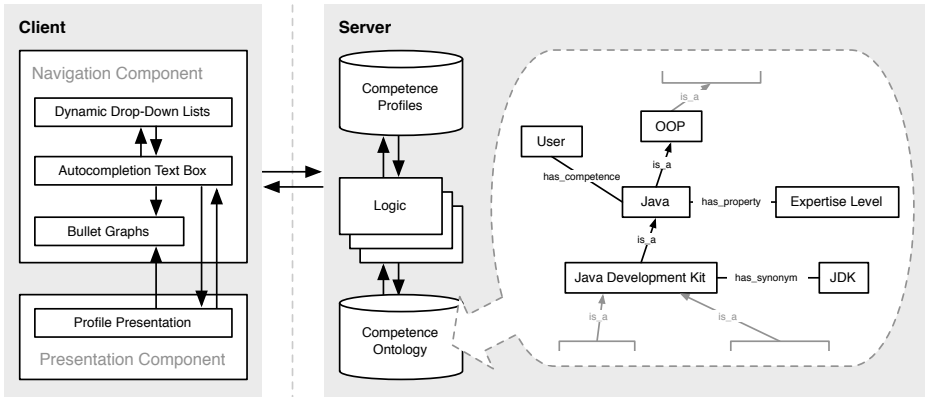 Client
Navigation Component
Dynamic Drop-Down Lists
Autocompletion Text Box
Bullet Graphs
Profile Presentation
Presentation Component
Server
Competence
Profiles
Logic
Competence
Ontology
is_a
OOP
User
is_a
has_competence
Java
has_property
Expertise Level
is_a
Java Development Kit
has_synonym
JDK
is_a
is_a